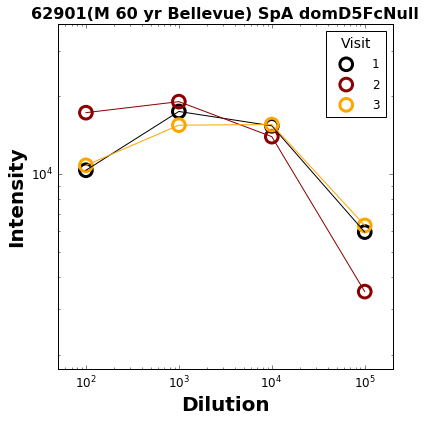 62901(M 60 yr Bellevue) SpA domD5FcNull
Visit
1
2
3
Intensity
10⁴
10² 10³ 10⁴ 10⁵
Dilution